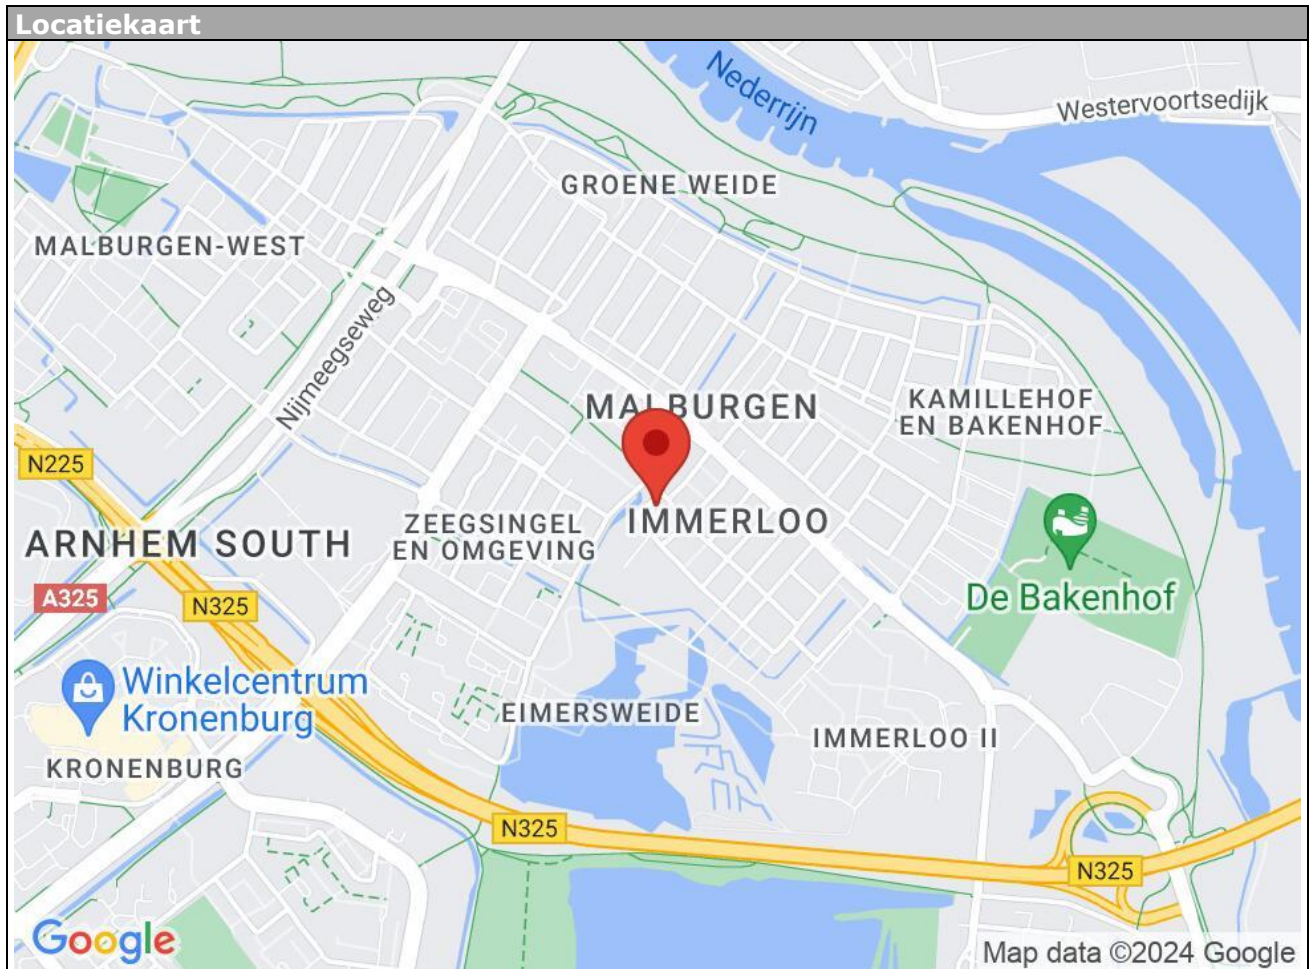 Locatiekaart
Nederrijn
Westervoortsedijk
GROENE WEIDE
MALBURGEN-WEST
Nijmeegseweg
MALBURGEN
KAMILLEHOF
EN BAKENHOF
N225
ARNHEM SOUTH
ZEEGSINGEL
EN OMGEVING
IMMERLOO
A325
N325
De Bakenhof
Winkelcentrum
Kronenburg
EIMERSWEIDE
IMMERLOO II
KRONENBURG
N325
N325
Google
Map data ©2024 Google